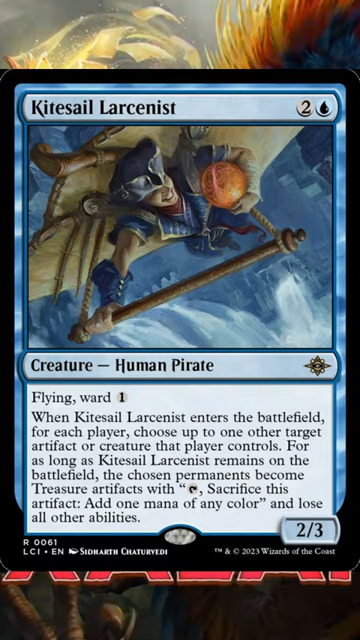 Kitesail Larcenist 2
Creature — Human Pirate
Flying, ward 1
When Kitesail Larcenist enters the battlefield,
for each player, choose up to one other target
artifact or creature that player controls. For
as long as Kitesail Larcenist remains on the
battlefield, the chosen permanents become
Treasure artifacts with “, Sacrifice this
artifact: Add one mana of any color” and lose
all other abilities.
2/3
R 0061
LCI • EN Sidharth Chaturvedi ™ & © 2023 Wizards of the Coast